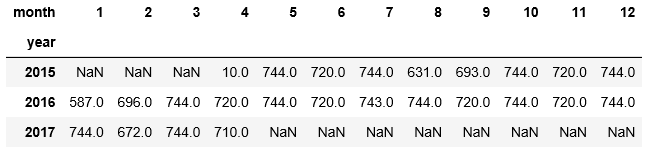 month 1 2 3 4 5 6 7 8 9 10 11 12
year
2015 NaN NaN NaN 10.0 744.0 720.0 744.0 631.0 693.0 744.0 720.0 744.0
2016 587.0 696.0 744.0 720.0 744.0 720.0 743.0 744.0 720.0 744.0 720.0 744.0
2017 744.0 672.0 744.0 710.0 NaN NaN NaN NaN NaN NaN NaN NaN